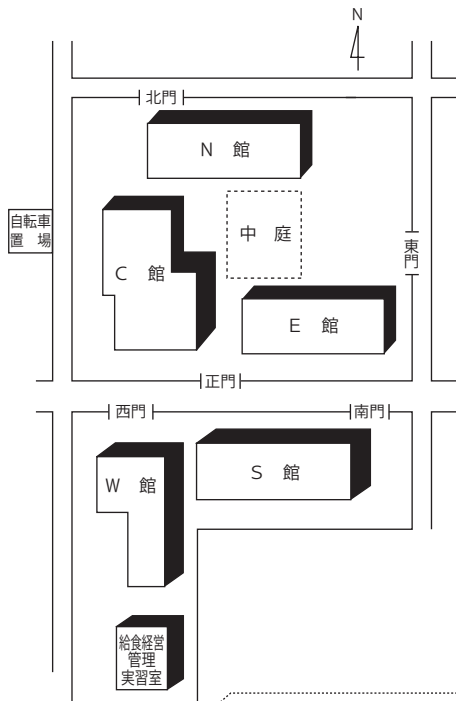 N
北門
N 館
自転車
置 場
中 庭
東門
C 館
E 館
正門
西門
南門
W 館
S 館
給食経営
管理
実習室